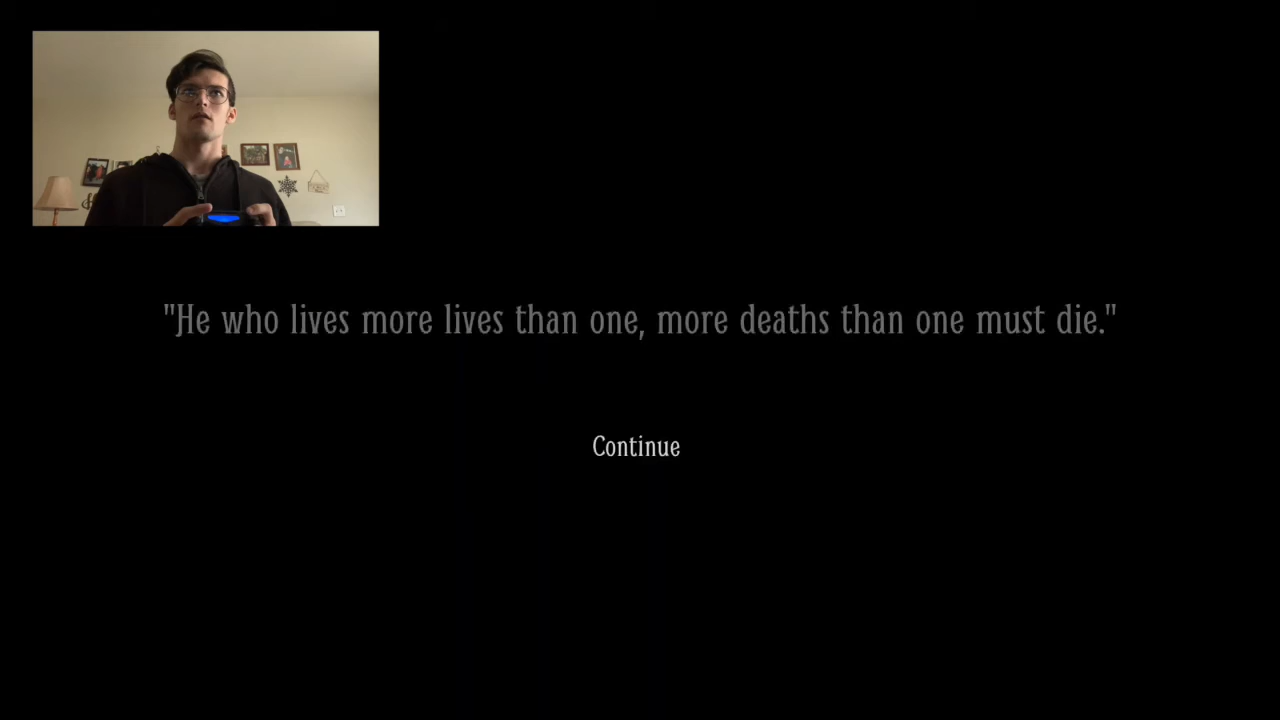 "He who lives more lives than one, more deaths than one must die."
Continue